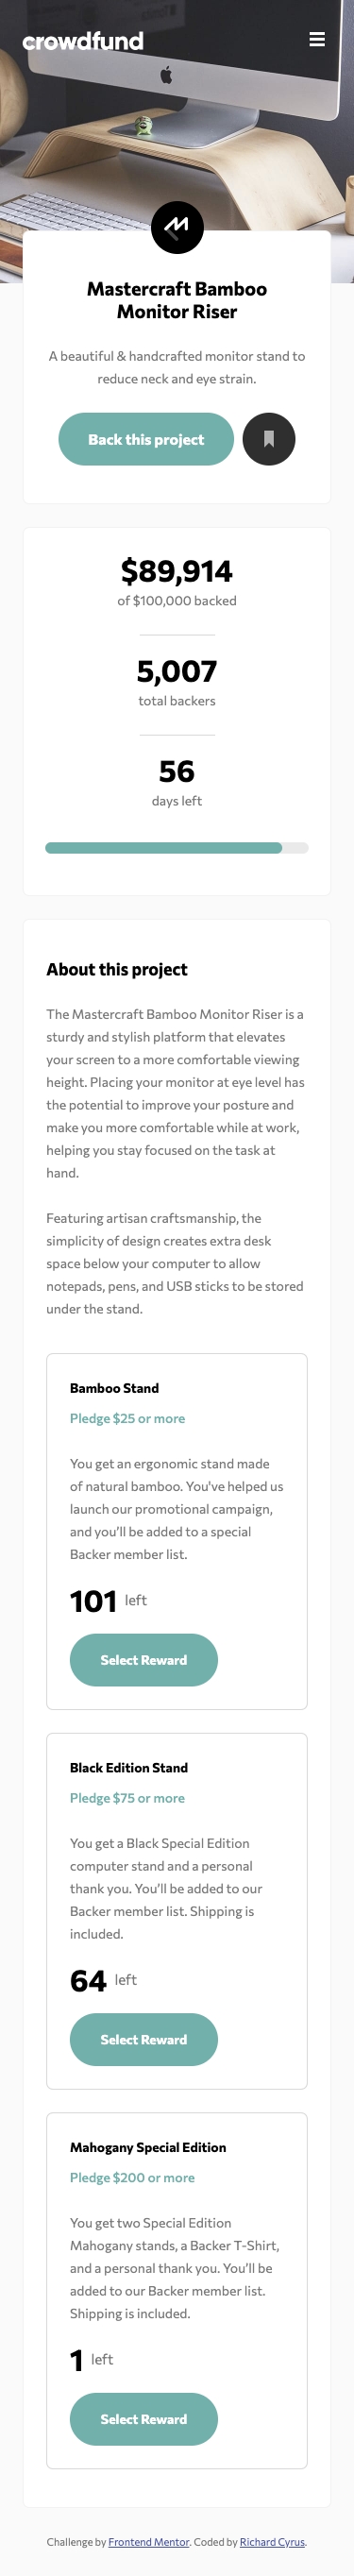 crowdfund
Mastercraft Bamboo
Monitor Riser
A beautiful & handcrafted monitor stand to
reduce neck and eye strain.
Back this project
$89,914
of $100,000 backed
5,007
total backers
56
days left
About this project
The Mastercraft Bamboo Monitor Riser is a
sturdy and stylish platform that elevates
your screen to a more comfortable viewing
height. Placing your monitor at eye level has
the potential to improve your posture and
make you more comfortable while at work,
helping you stay focused on the task at
hand.
Featuring artisan craftsmanship, the
simplicity of design creates extra desk
space below your computer to allow
notepads, pens, and USB sticks to be stored
under the stand.
Bamboo Stand
Pledge $25 or more
You get an ergonomic stand made
of natural bamboo. You've helped us
launch our promotional campaign,
and you’ll be added to a special
Backer member list.
101 left
Select Reward
Black Edition Stand
Pledge $75 or more
You get a Black Special Edition
computer stand and a personal
thank you. You’ll be added to our
Backer member list. Shipping is
included.
64 left
Select Reward
Mahogany Special Edition
Pledge $200 or more
You get two Special Edition
Mahogany stands, a Backer T-Shirt,
and a personal thank you. You’ll be
added to our Backer member list.
Shipping is included.
1 left
Select Reward
Challenge by Frontend Mentor. Coded by Richard Cyrus.